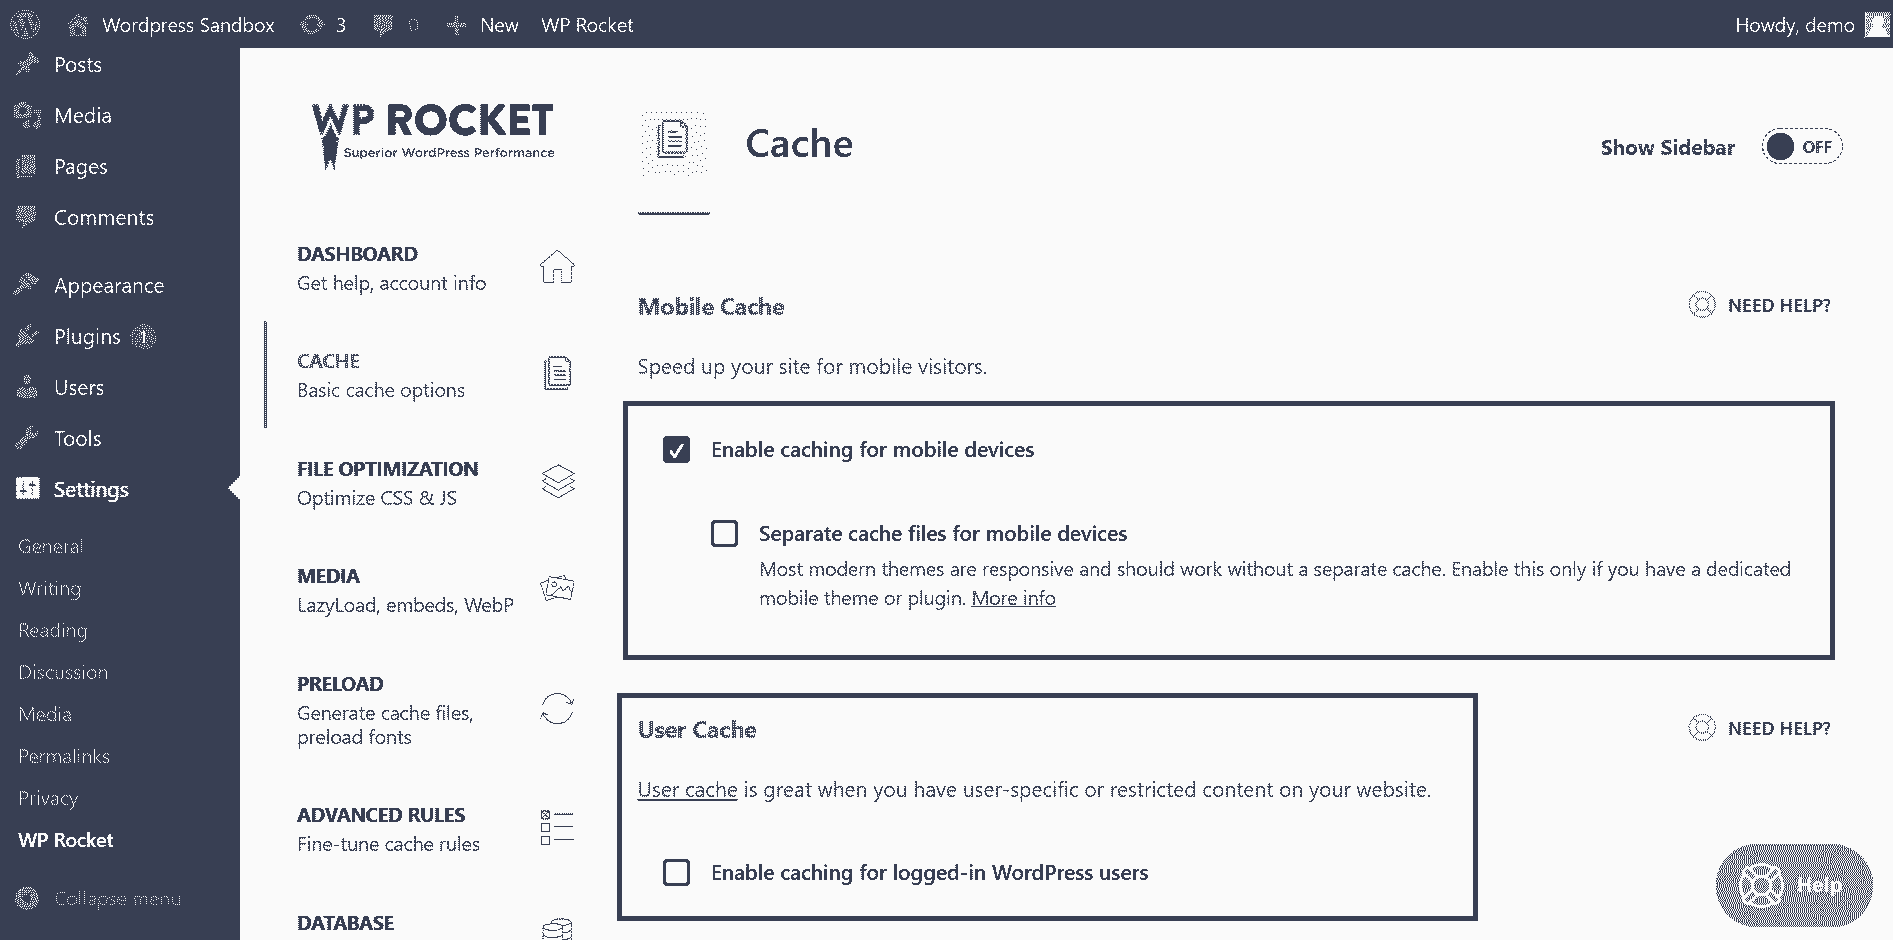 Wordpress Sandbox 3 0 New WP Rocket Howdy, demo
Posts
Media
Pages
Comments
Appearance
Plugins 1
Users
Tools
Settings
General
Writing
Reading
Discussion
Media
Permalinks
Privacy
WP Rocket
Collapse menu
WP ROCKET
Superior WordPress Performance
DASHBOARD
Get help, account info
CACHE
Basic cache options
FILE OPTIMIZATION
Optimize CSS & JS
MEDIA
LazyLoad, embeds, WebP
PRELOAD
Generate cache files,
preload fonts
ADVANCED RULES
Fine-tune cache rules
DATABASE
Cache
Show Sidebar OFF
Mobile Cache
NEED HELP?
Speed up your site for mobile visitors.
Enable caching for mobile devices
Separate cache files for mobile devices
Most modern themes are responsive and should work without a separate cache. Enable this only if you have a dedicated
mobile theme or plugin. More info
User Cache
NEED HELP?
User cache is great when you have user-specific or restricted content on your website.
Enable caching for logged-in WordPress users
Help